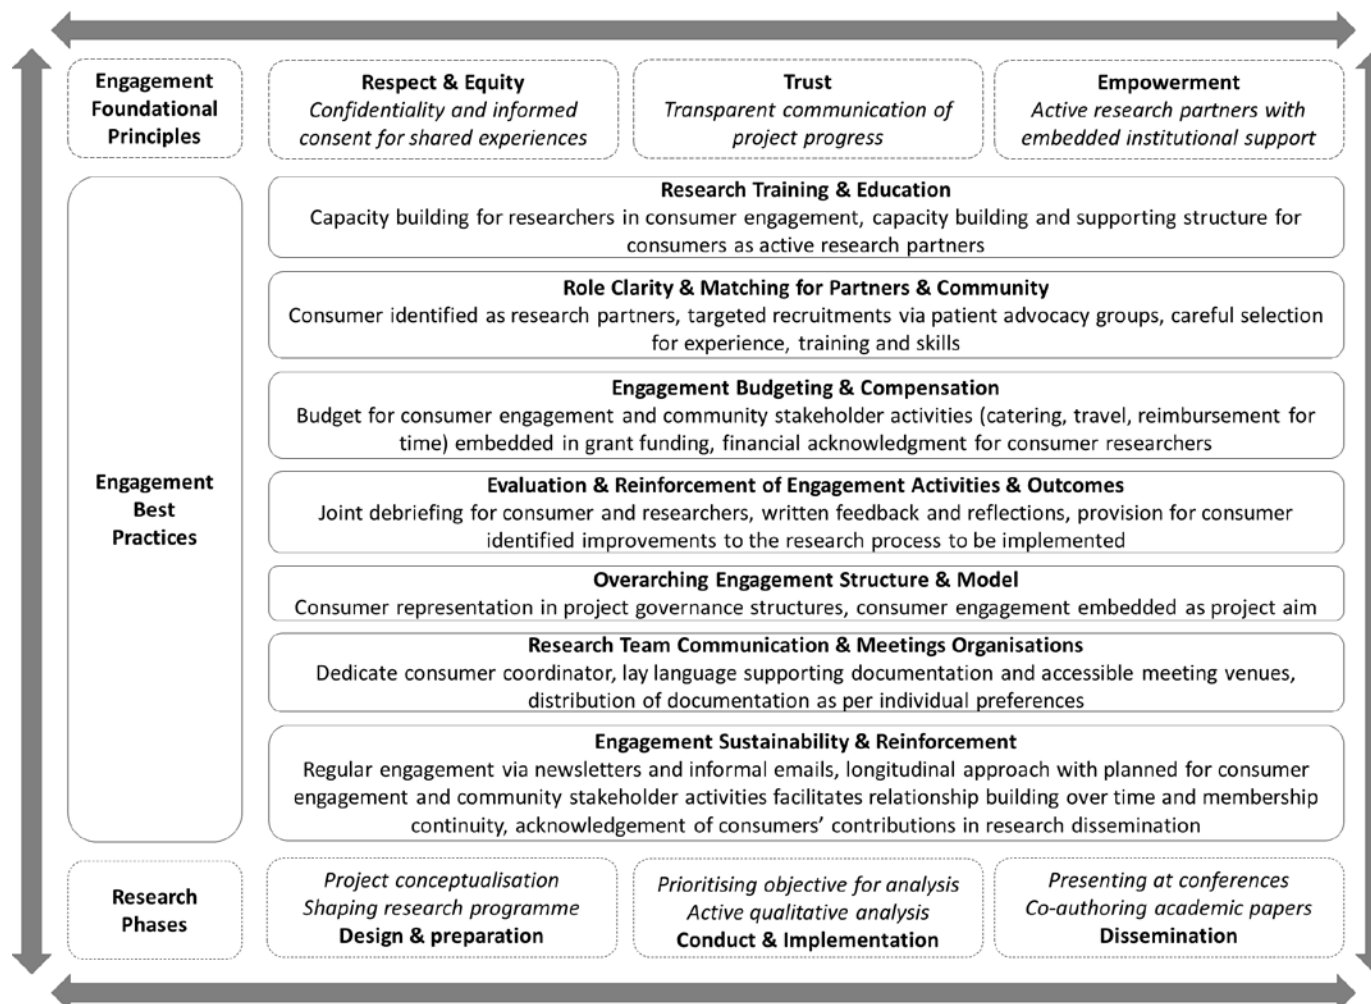 Engagement
Foundational
Principles
Respect & Equity
Confidentiality and informed
consent for shared experiences
Trust
Transparent communication of
project progress
Empowerment
Active research partners with
embedded institutional support
Engagement
Best
Practices
Research Training & Education
Capacity building for researchers in consumer engagement, capacity building and supporting structure for
consumers as active research partners
Role Clarity & Matching for Partners & Community
Consumer identified as research partners, targeted recruitments via patient advocacy groups, careful selection
for experience, training and skills
Engagement Budgeting & Compensation
Budget for consumer engagement and community stakeholder activities (catering, travel, reimbursement for
time) embedded in grant funding, financial acknowledgment for consumer researchers
Evaluation & Reinforcement of Engagement Activities & Outcomes
Joint debriefing for consumer and researchers, written feedback and reflections, provision for consumer
identified improvements to the research process to be implemented
Overarching Engagement Structure & Model
Consumer representation in project governance structures, consumer engagement embedded as project aim
Research Team Communication & Meetings Organisations
Dedicate consumer coordinator, lay language supporting documentation and accessible meeting venues,
distribution of documentation as per individual preferences
Engagement Sustainability & Reinforcement
Regular engagement via newsletters and informal emails, longitudinal approach with planned for consumer
engagement and community stakeholder activities facilitates relationship building over time and membership
continuity, acknowledgement of consumers' contributions in research dissemination
Research
Phases
Project conceptualisation
Shaping research programme
Design & preparation
Prioritising objective for analysis
Active qualitative analysis
Conduct & Implementation
Presenting at conferences
Co-authoring academic papers
Dissemination